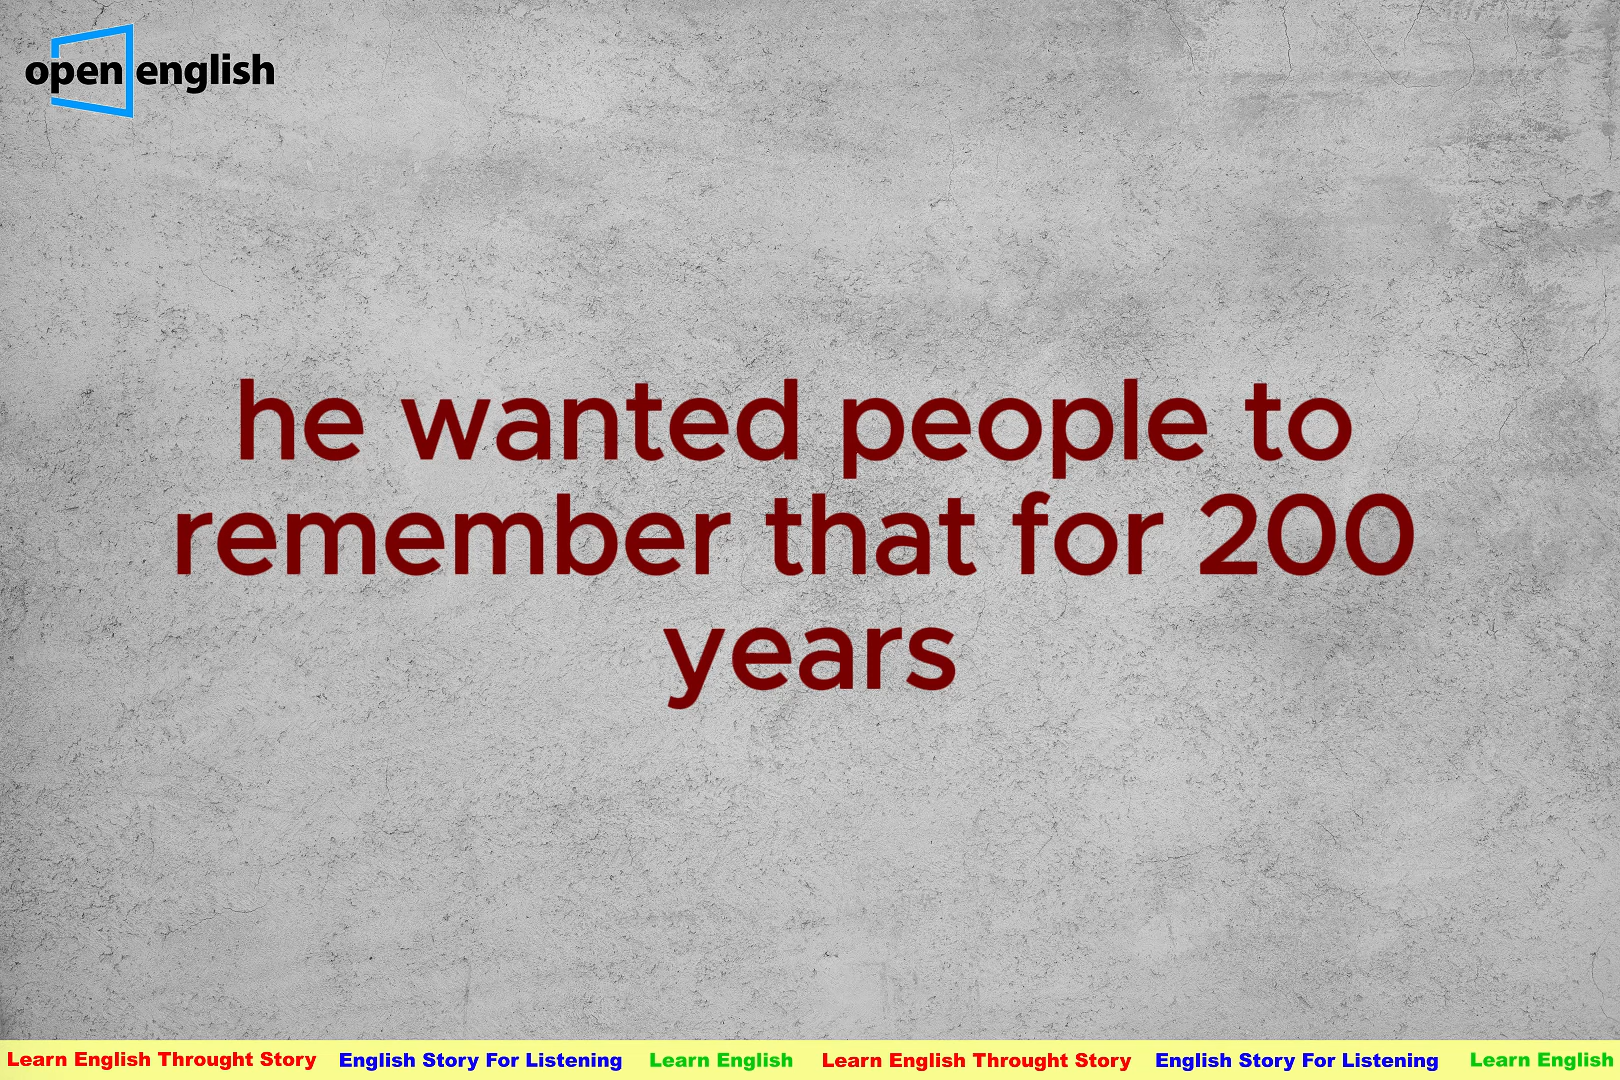 open english
he wanted people to
remember that for 200
years
Learn English Throught Story English Story For Listening Learn English Learn English Throught Story English Story For Listening Learn English